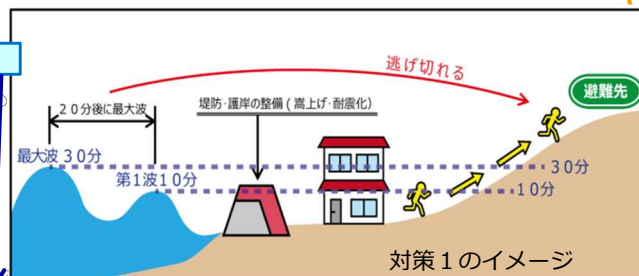 逃げ切れる
避難先
20分後に最大波
堤防・護岸の整備(嵩上げ・耐震化)
最大波30分
第1波10分
30分
10分
対策1のイメージ